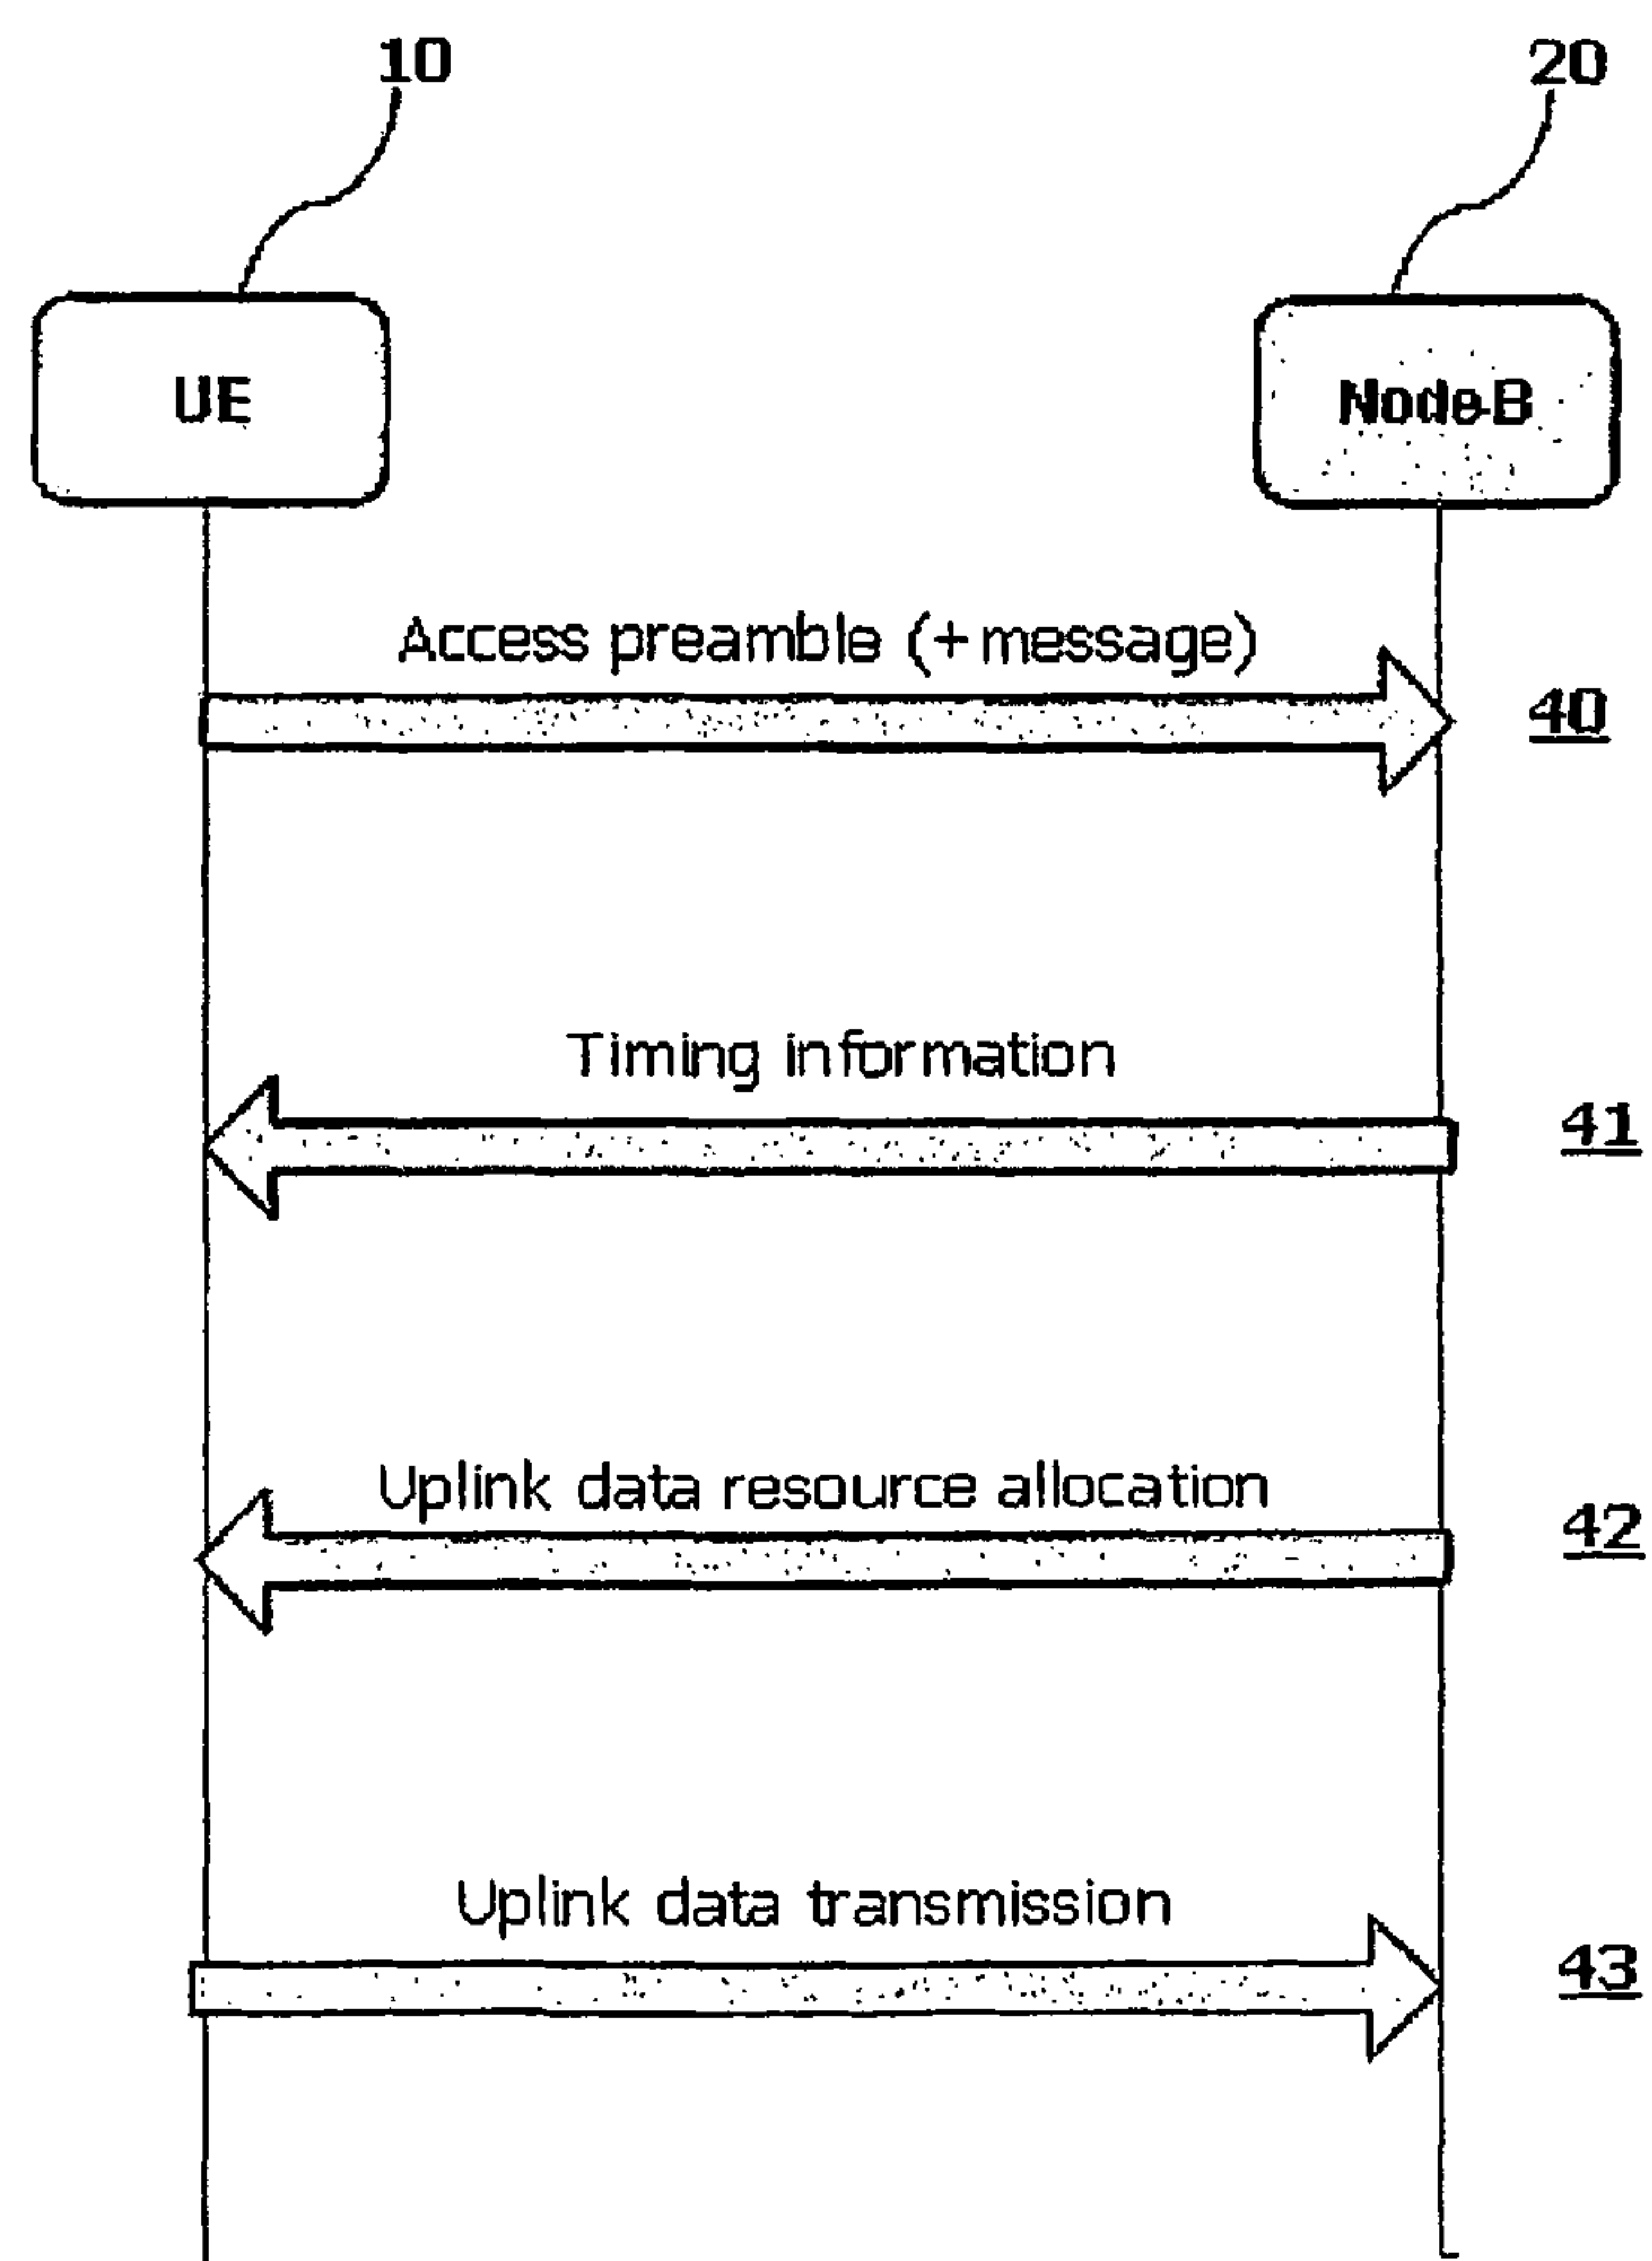 10
20
UE
NodeB
Access preamble (+message)
40
Timing information
41
Uplink data resource allocation
42
Uplink data transmission
43